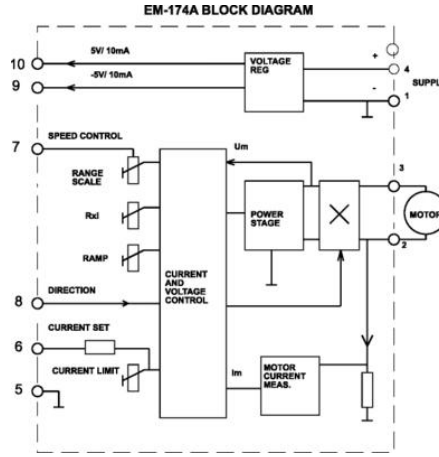 EM-174A BLOCK DIAGRAM
10
5V/ 10mA
9
-5V/ 10mA
VOLTAGE
REG
+
4
SUPPLY
-
1
7
SPEED CONTROL
RANGE
SCALE
RxI
RAMP
Um
POWER
STAGE
3
MOTOR
2
CURRENT
AND
VOLTAGE
CONTROL
8
DIRECTION
6
CURRENT SET
CURRENT LIMIT
5
Im
MOTOR
CURRENT
MEAS.